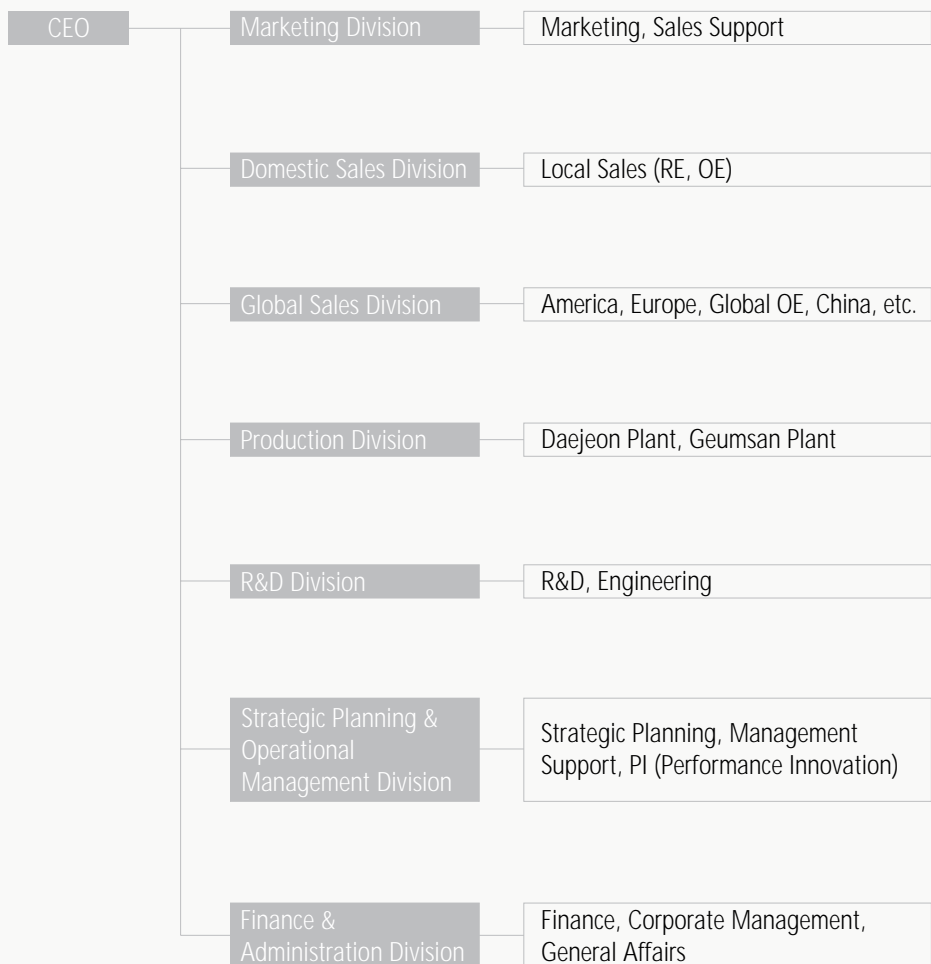 CEO
Marketing Division
Marketing, Sales Support
Domestic Sales Division
Local Sales (RE, OE)
Global Sales Division
America, Europe, Global OE, China, etc.
Production Division
Daejeon Plant, Geumsan Plant
R&D Division
R&D, Engineering
Strategic Planning &
Operational
Management Division
Strategic Planning, Management
Support, PI (Performance Innovation)
Finance &
Administration Division
Finance, Corporate Management,
General Affairs